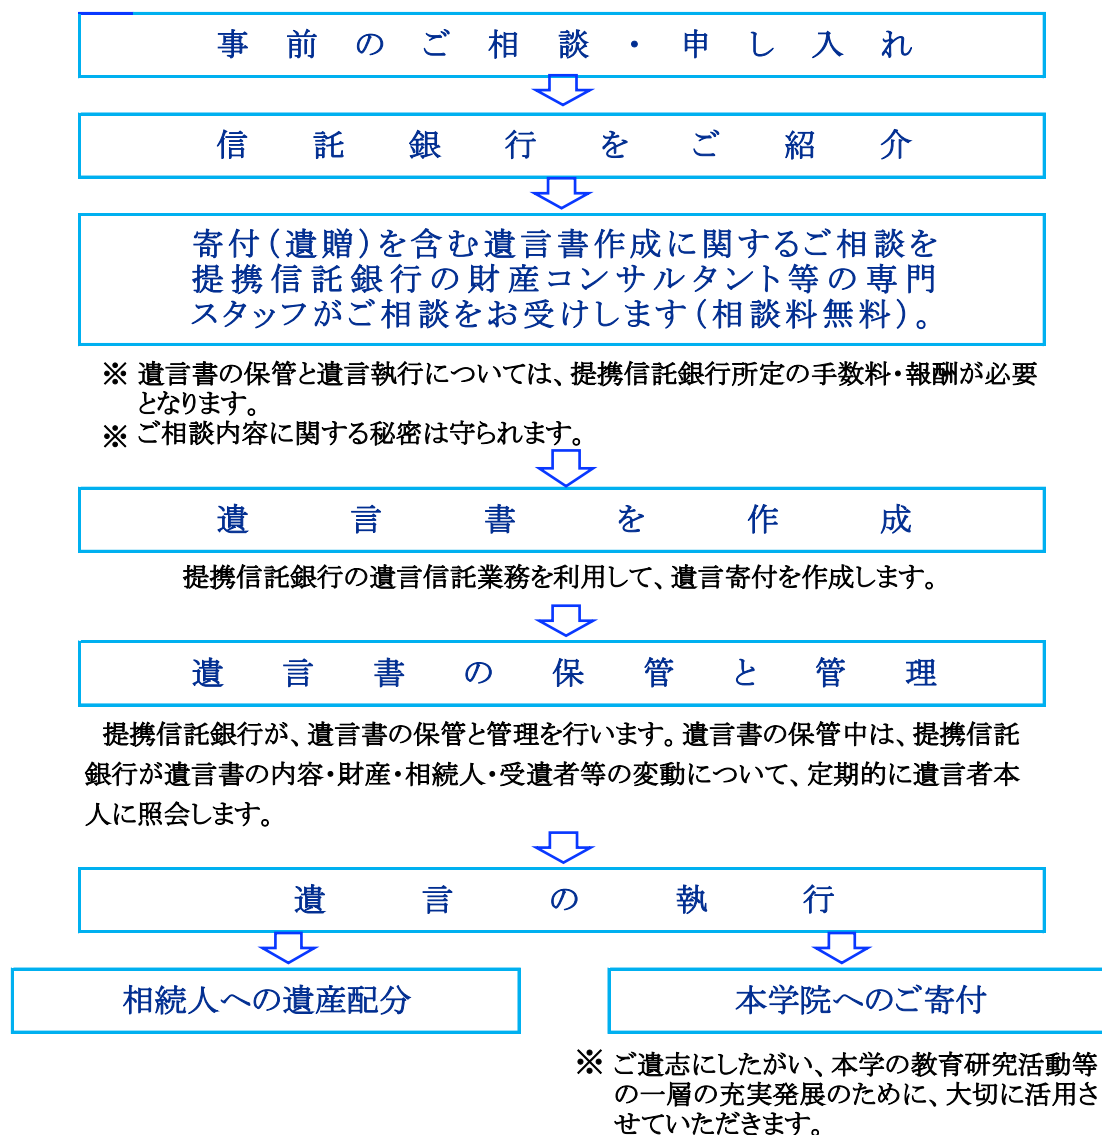 事前のご相談・申し入れ
信託銀行をご紹介
寄付（遺贈）を含む遺言書作成に関するご相談を
提携信託銀行の財産コンサルタント等の専門
スタッフがご相談をお受けします（相談料無料）。
※ 遺言書の保管と遺言執行については、提携信託銀行所定の手数料・報酬が必要
となります。
※ ご相談内容に関する秘密は守られます。
遺言書を作成
提携信託銀行の遺言信託業務を利用して、遺言寄付を作成します。
遺言書の保管と管理
提携信託銀行が、遺言書の保管と管理を行います。遺言書の保管中は、提携信託
銀行が遺言書の内容・財産・相続人・受遺者等の変動について、定期的に遺言者本
人に照会します。
遺言の執行
相続人への遺産配分
本学院へのご寄付
※ ご遺志にしたがい、本学の教育研究活動等
の一層の充実発展のために、大切に活用さ
せていただきます。